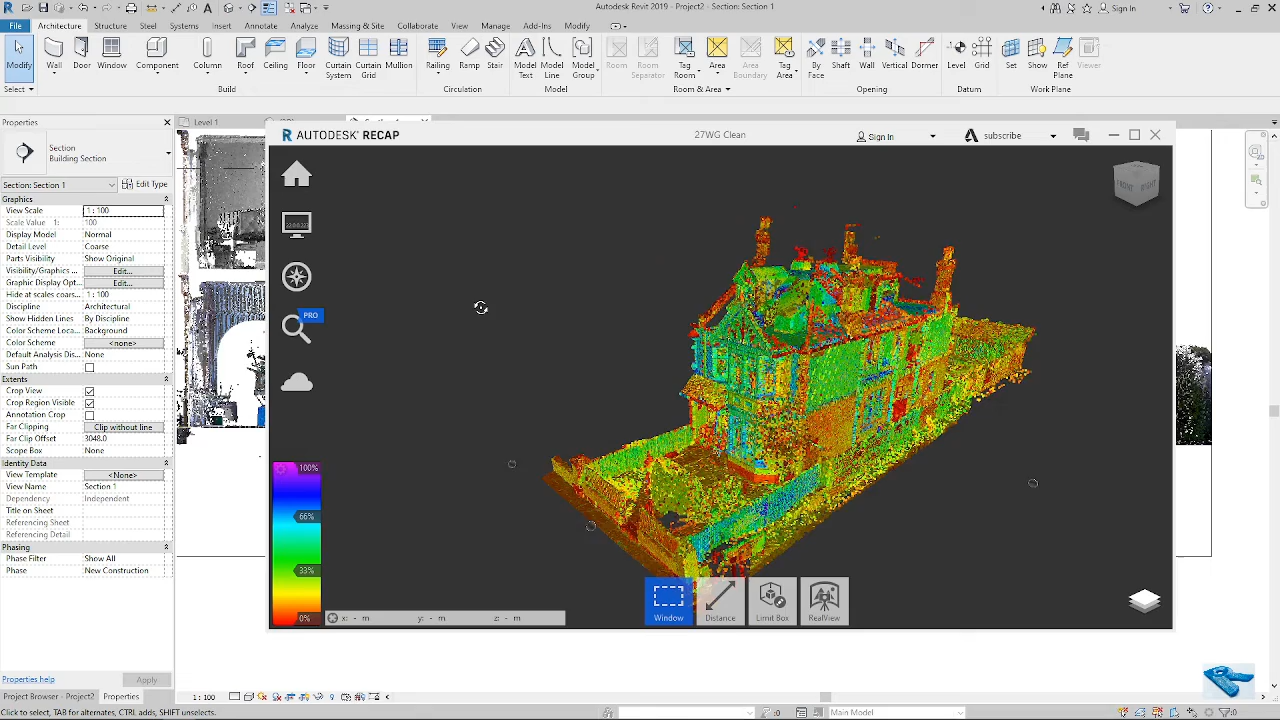 Autodesk Revit 2019 - Project2 - Section: Section 1
Sign In
File Architecture Structure Systems Insert Annotate Analyze Massing & Site Collaborate View Manage Add-Ins Modify
Modify Wall Door Window Component Column Roof Ceiling Floor Curtain System Curtain Grid Mullion Railing Ramp Stair Model Text Model Line Model Group Room Room Separator Tag Room Area Area Boundary Tag Area By Face Shaft Wall Vertical Dormer Level Grid Set Show Ref Plane Viewer
Select Build Circulation Model Room & Area Opening Datum Work Plane
Properties
Level 1
Section
Building Section
Section: Section 1
Edit Type
Graphics
View Scale 1 : 100
Scale Value 1: 100
Display Model Normal
Detail Level Coarse
Parts Visibility Show Original
Visibility/Graphics ... Edit...
Graphic Display Opt... Edit...
Hide at scales coars... 1 : 100
Discipline Architectural
Show Hidden Lines By Discipline
Color Scheme Loca... Background
Color Scheme <none>
Default Analysis Dis... None
Sun Path
Extents
Crop View
Crop Region Visible
Annotation Crop
Far Clipping Clip without line
Far Clip Offset 3048.0
Scope Box None
Identity Data
View Template <None>
View Name Section 1
Dependency Independent
Title on Sheet
Referencing Sheet
Referencing Detail
Phasing
Phase Filter Show All
Phase New Construction
Properties help
Apply
Project Browser - Project2 Properties
1 : 100
Click to select, TAB for alternates, CTRL adds, SHIFT unselects.
:0
Main Model
:0
AUTODESK' RECAP
27WG Clean
Sign In
subscribe
FRONT RIGHT
PRO
100%
66%
33%
0%
x: - m y: - m z: - m
Window Distance Limit Box RealView